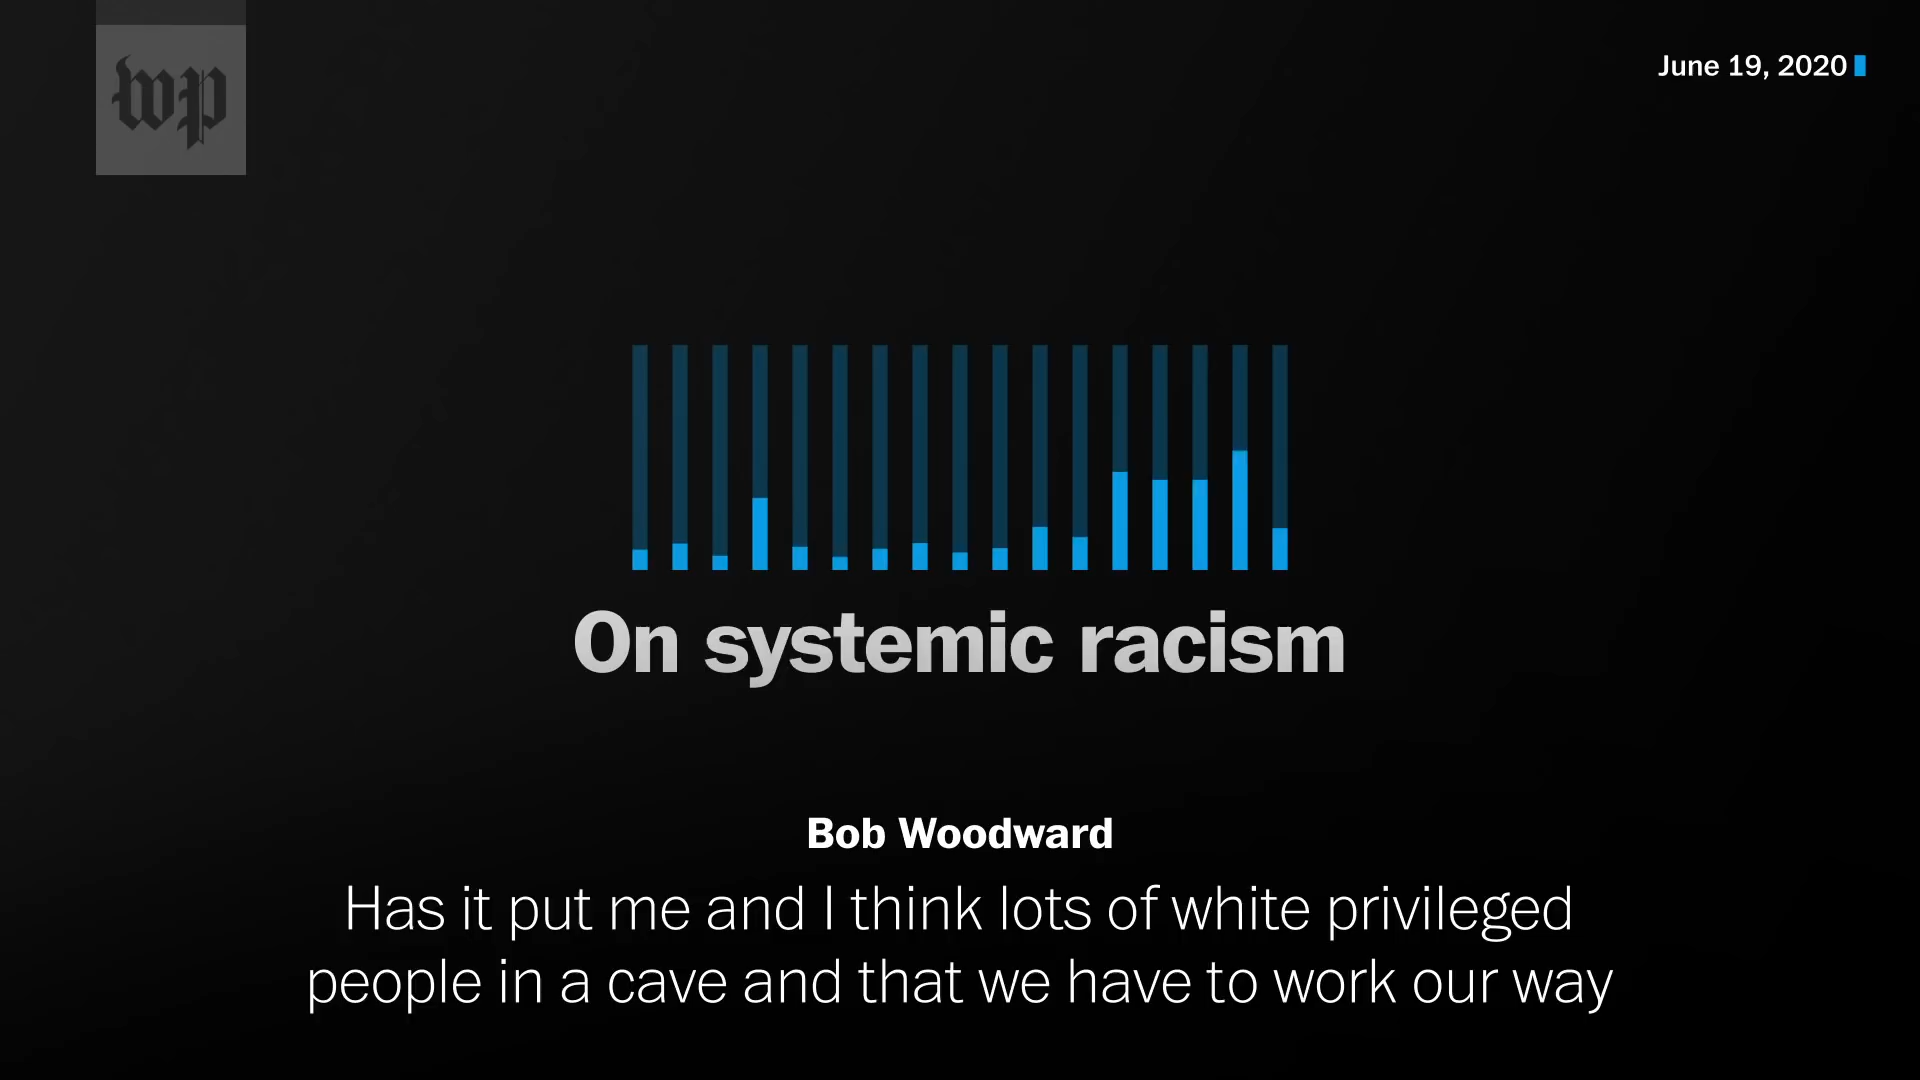 wp
June 19, 2020
On systemic racism
Bob Woodward
Has it put me and I think lots of white privileged
people in a cave and that we have to work our way